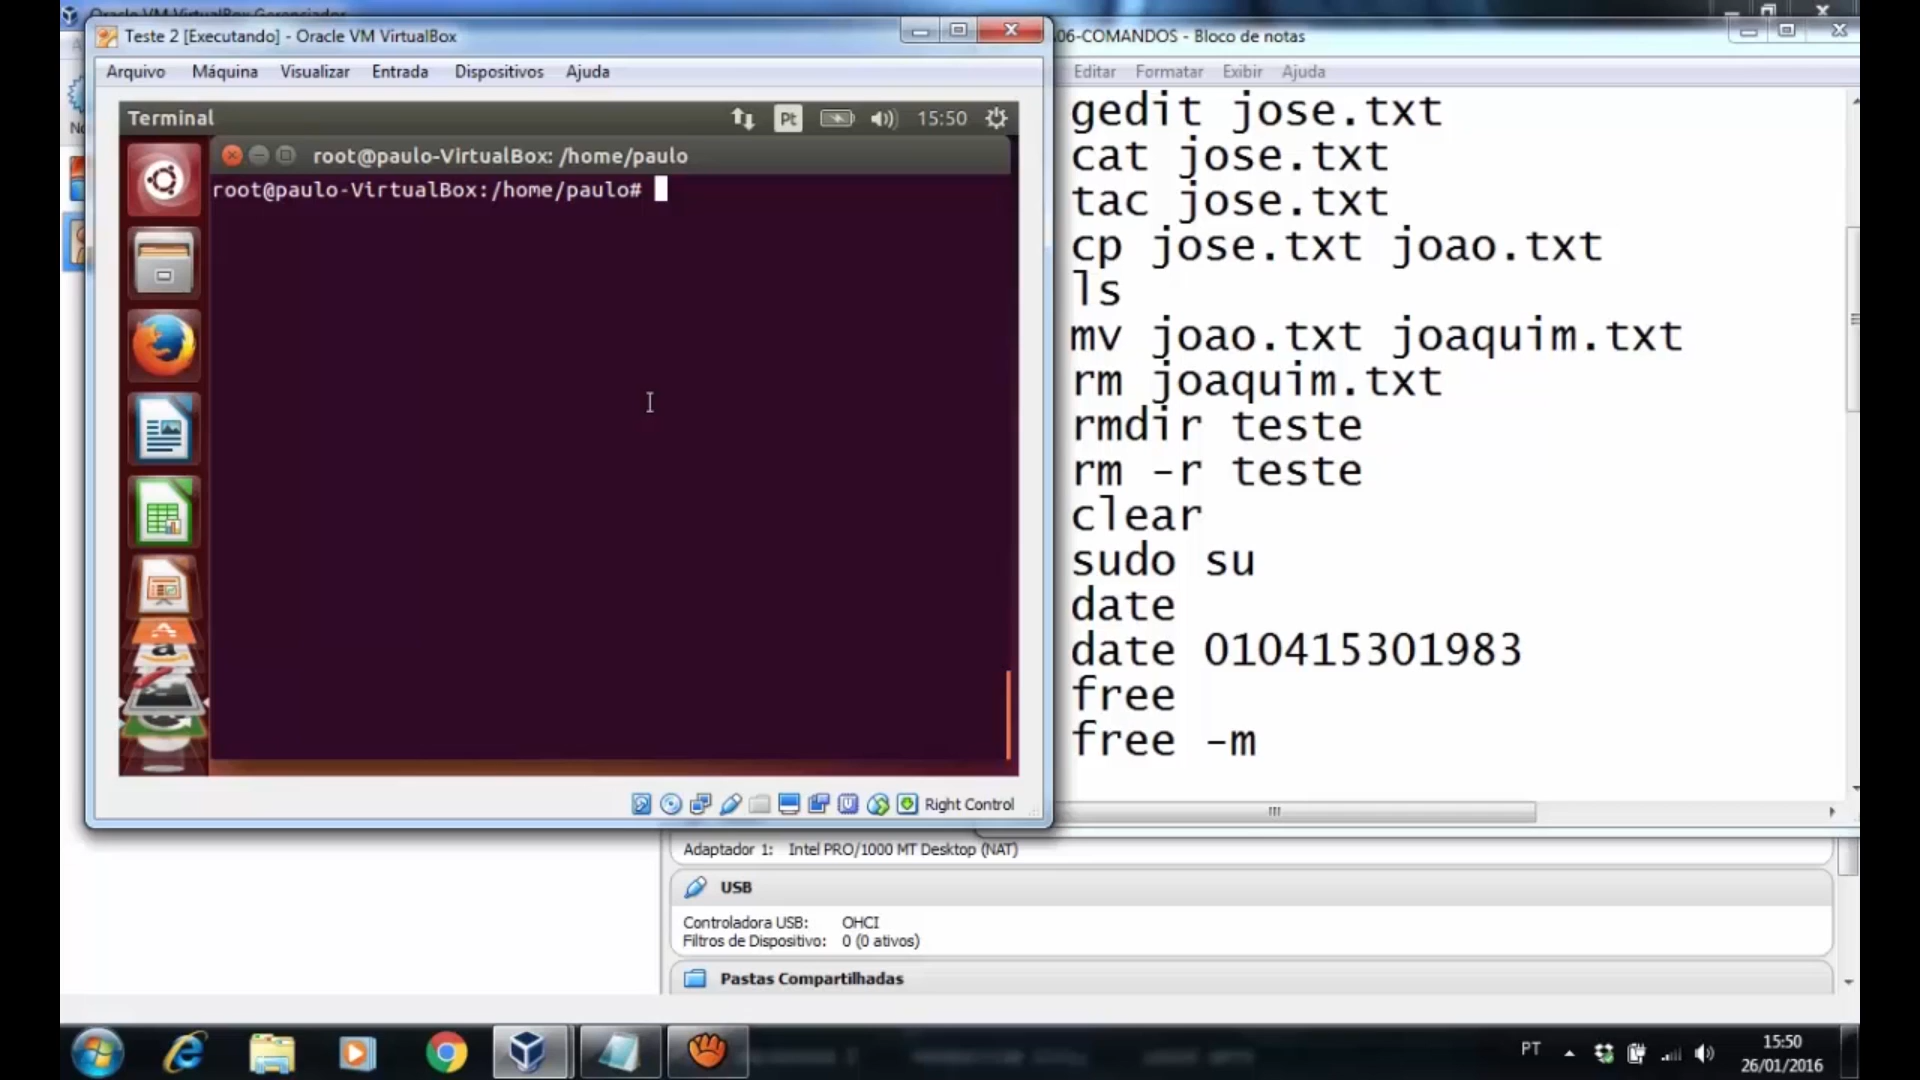 Oracle VM VirtualBox Gerenciador
Teste 2 [Executando] - Oracle VM VirtualBox
Arquivo Máquina Visualizar Entrada Dispositivos Ajuda
Terminal
Pt
15:50
root@paulo-VirtualBox: /home/paulo
root@paulo-VirtualBox:/home/paulo#
Right Control
06-COMANDOS - Bloco de notas
Editar Formatar Exibir Ajuda
gedit jose.txt
cat jose.txt
tac jose.txt
cp jose.txt joao.txt
ls
mv joao.txt joaquim.txt
rm joaquim.txt
rmdir teste
rm -r teste
clear
sudo su
date
date 010415301983
free
free -m
Adaptador 1: Intel PRO/1000 MT Desktop (NAT)
USB
Controladora USB: OHCI
Filtros de Dispositivo: 0 (0 ativos)
Pastas Compartilhadas
PT
15:50
26/01/2016